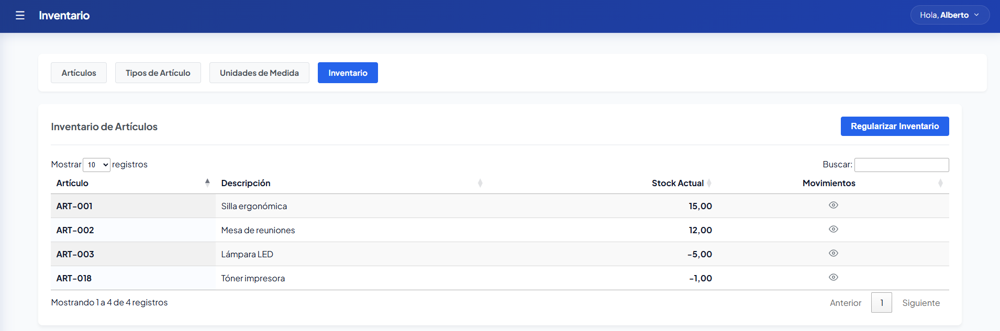 ☰ Inventario
Hola, Alberto
Artículos
Tipos de Artículo
Unidades de Medida
Inventario
Inventario de Artículos
Regularizar Inventario
Mostrar 10 registros
Buscar:
Artículo Descripción Stock Actual Movimientos
ART-001 Silla ergonómica 15,00
ART-002 Mesa de reuniones 12,00
ART-003 Lámpara LED -5,00
ART-018 Tóner impresora -1,00
Mostrando 1 a 4 de 4 registros
Anterior 1 Siguiente